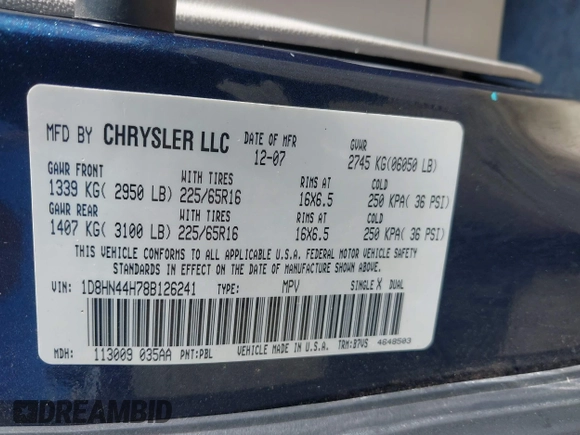 MFD BY CHRYSLER LLC DATE OF MFR 12-07 GVWR 2745 KG(06050 LB)
GAWR FRONT WITH TIRES RIMS AT COLD
1339 KG( 2950 LB) 225/65R16 16X6.5 250 KPA( 36 PSI)
GAWR REAR WITH TIRES RIMS AT COLD
1407 KG( 3100 LB) 225/65R16 16X6.5 250 KPA( 36 PSI)
THIS VEHICLE CONFORMS TO ALL APPLICABLE U.S.A. FEDERAL MOTOR VEHICLE SAFETY
STANDARDS IN EFFECT ON THE DATE OF MANUFACTURE SHOWN ABOVE.
VIN: 1D8HN44H78B126241 TYPE: MPV SINGLE X DUAL
MDH: 113009 035AA PNT:PBL VEHICLE MADE IN U.S.A. TRM:B7VS 4648503
DREAMBID